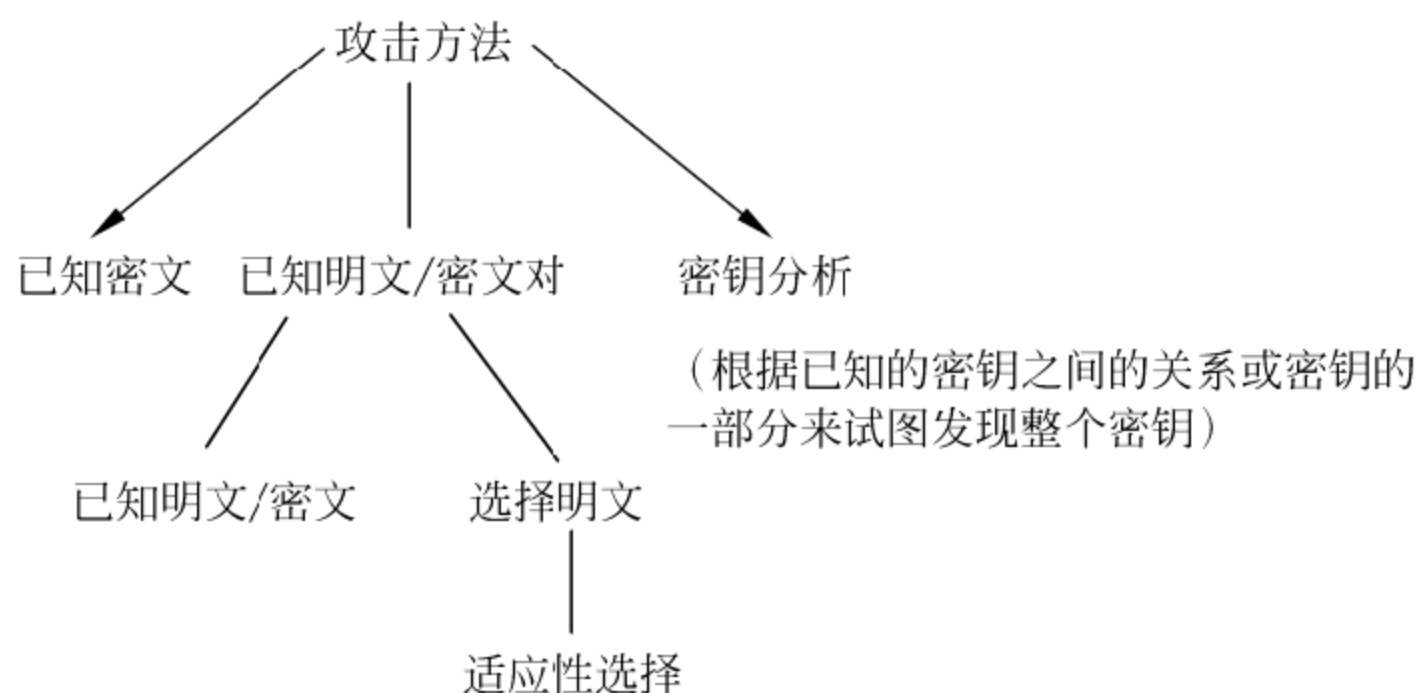 攻击方法
已知密文
已知明文/密文对
密钥分析
（根据已知的密钥之间的关系或密钥的
一部分来试图发现整个密钥）
已知明文/密文
选择明文
适应性选择